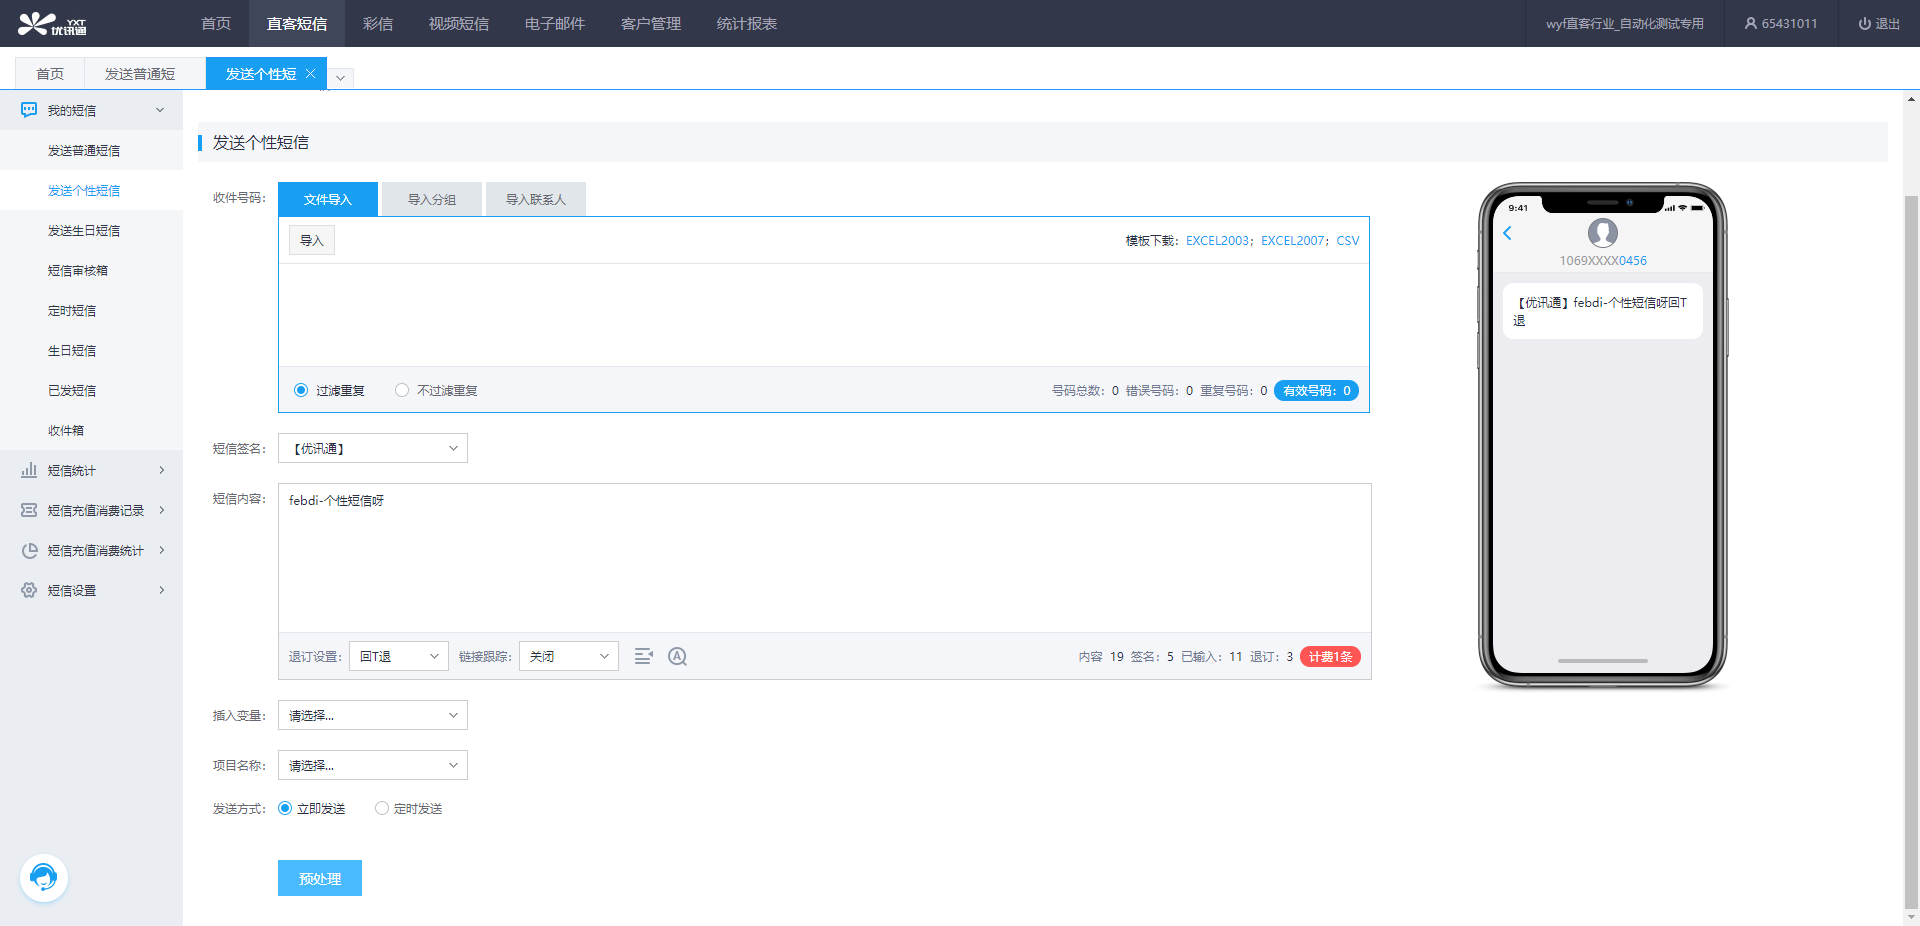 YXT
优讯通
首页
直客短信
彩信
视频短信
电子邮件
客户管理
统计报表
wyf直客行业_自动化测试专用
65431011
退出
首页
发送普通短
发送个性短
我的短信
发送普通短信
发送个性短信
发送生日短信
短信审核箱
定时短信
生日短信
已发短信
收件箱
短信统计
短信充值消费记录
短信充值消费统计
短信设置
发送个性短信
收件号码:
文件导入
导入分组
导入联系人
导入
模板下载: EXCEL2003; EXCEL2007; CSV
过滤重复
不过滤重复
号码总数: 0 错误号码: 0 重复号码: 0 有效号码: 0
短信签名:
【优讯通】
短信内容:
febdi-个性短信呀
退订设置:
回T退
链接跟踪:
关闭
A
内容 19 签名: 5 已输入: 11 退订: 3 计费1条
插入变量:
请选择...
项目名称:
请选择...
发送方式:
立即发送
定时发送
预处理
9:41
1069XXXX0456
【优讯通】febdi-个性短信呀回T
退